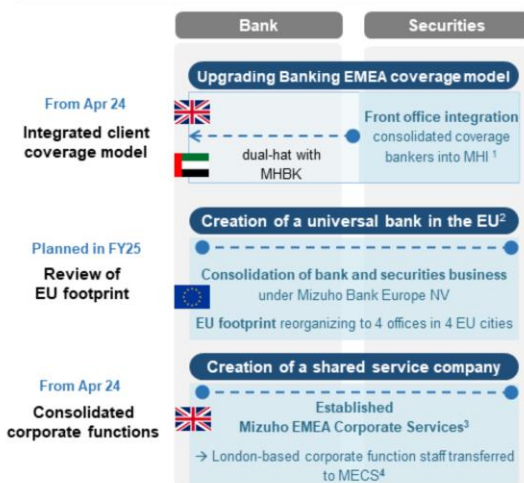 Bank
Securities
Upgrading Banking EMEA coverage model
From Apr 24
Integrated client
coverage model
dual-hat with
MHBK
Front office integration
consolidated coverage
bankers into MHI ¹
Creation of a universal bank in the EU²
Planned in FY25
Review of
EU footprint
Consolidation of bank and securities business
under Mizuho Bank Europe NV
EU footprint reorganizing to 4 offices in 4 EU cities
Creation of a shared service company
From Apr 24
Consolidated
corporate functions
Established
Mizuho EMEA Corporate Services³
→ London-based corporate function staff transferred
to MECS⁴